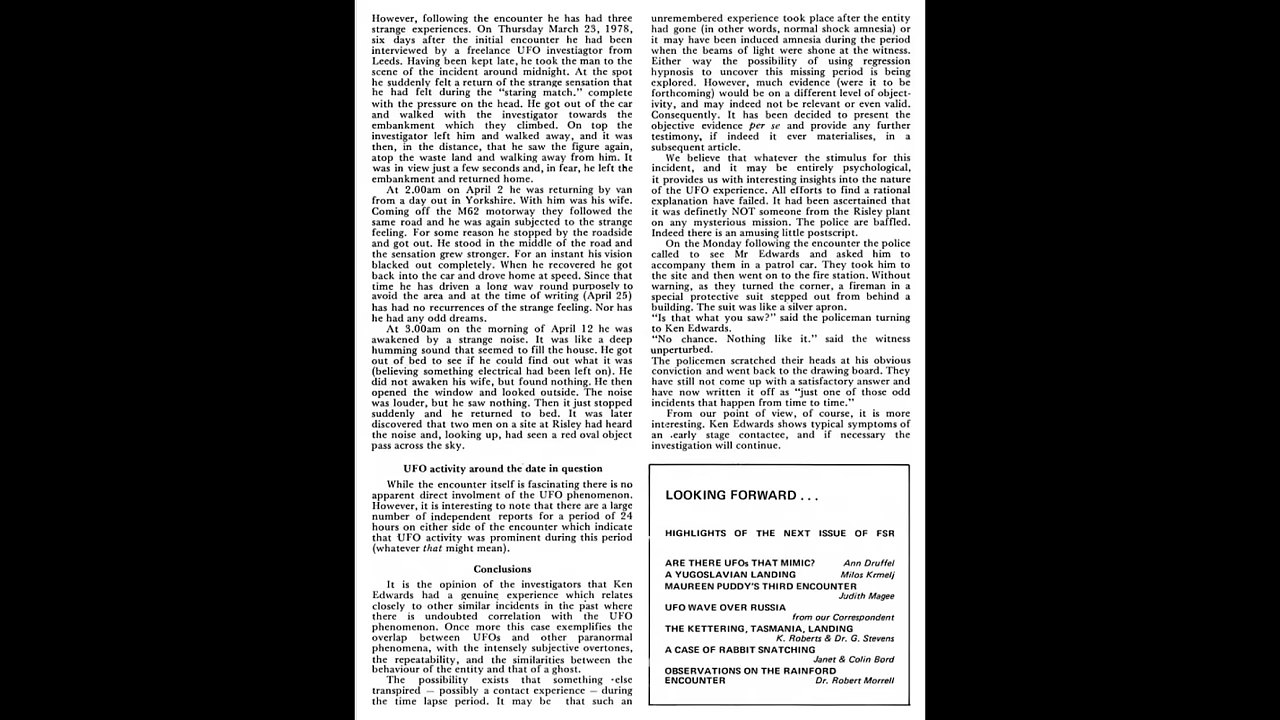 However, following the encounter he has had three
strange experiences. On Thursday March 23, 1978,
six days after the initial encounter he had been
interviewed by a freelance UFO investiagtor from
Leeds. Having been kept late, he took the man to the
scene of the incident around midnight. At the spot
he suddenly felt a return of the strange sensation that
he had felt during the "staring match." complete
with the pressure on the head. He got out of the car
and walked with the investigator towards the
embankment which they climbed. On top the
investigator left him and walked away, and it was
then, in the distance, that he saw the figure again,
atop the waste land and walking away from him. It
was in view just a few seconds and, in fear, he left the
embankment and returned home.
At 2.00am on April 2 he was returning by van
from a day out in Yorkshire. With him was his wife.
Coming off the M62 motorway they followed the
same road and he was again subjected to the strange
feeling. For some reason he stopped by the roadside
and got out. He stood in the middle of the road and
the sensation grew stronger. For an instant his vision
blacked out completely. When he recovered he got
back into the car and drove home at speed. Since that
time he has driven a long way round purposely to
avoid the area and at the time of writing (April 25)
has had no recurrences of the strange feeling. Nor has
he had any odd dreams.
At 3.00am on the morning of April 12 he was
awakened by a strange noise. It was like a deep
humming sound that seemed to fill the house. He got
out of bed to see if he could find out what it was
(believing something electrical had been left on). He
did not awaken his wife, but found nothing. He then
opened the window and looked outside. The noise
was louder, but he saw nothing. Then it just stopped
suddenly and he returned to bed. It was later
discovered that two men on a site at Risley had heard
the noise and, looking up, had seen a red oval object
pass across the sky.
UFO activity around the date in question
While the encounter itself is fascinating there is no
apparent direct involment of the UFO phenomenon.
However, it is interesting to note that there are a large
number of independent reports for a period of 24
hours on either side of the encounter which indicate
that UFO activity was prominent during this period
(whatever that might mean).
Conclusions
It is the opinion of the investigators that Ken
Edwards had a genuine experience which relates
closely to other similar incidents in the past where
there is undoubted correlation with the UFO
phenomenon. Once more this case exemplifies the
overlap between UFOs and other paranormal
phenomena, with the intensely subjective overtones,
the repeatability, and the similarities between the
behaviour of the entity and that of a ghost.
The possibility exists that something else
transpired — possibly a contact experience — during
the time lapse period. It may be that such an
unremembered experience took place after the entity
had gone (in other words, normal shock amnesia) or
it may have been induced amnesia during the period
when the beams of light were shone at the witness.
Either way the possibility of using regression
hypnosis to uncover this missing period is being
explored. However, much evidence (were it to be
forthcoming) would be on a different level of object-
ivity, and may indeed not be relevant or even valid.
Consequently. It has been decided to present the
objective evidence per se and provide any further
testimony, if indeed it ever materialises, in a
subsequent article.
We believe that whatever the stimulus for this
incident, and it may be entirely psychological,
it provides us with interesting insights into the nature
of the UFO experience. All efforts to find a rational
explanation have failed. It had been ascertained that
it was definetly NOT someone from the Risley plant
on any mysterious mission. The police are baffled.
Indeed there is an amusing little postscript.
On the Monday following the encounter the police
called to see Mr Edwards and asked him to
accompany them in a patrol car. They took him to
the site and then went on to the fire station. Without
warning, as they turned the corner, a fireman in a
special protective suit stepped out from behind a
building. The suit was like a silver apron.
"Is that what you saw?" said the policeman turning
to Ken Edwards.
"No chance. Nothing like it." said the witness
unperturbed.
The policemen scratched their heads at his obvious
conviction and went back to the drawing board. They
have still not come up with a satisfactory answer and
have now written it off as "just one of those odd
incidents that happen from time to time."
From our point of view, of course, it is more
interesting. Ken Edwards shows typical symptoms of
an early stage contactee, and if necessary the
investigation will continue.
LOOKING FORWARD . . .
HIGHLIGHTS OF THE NEXT ISSUE OF FSR
ARE THERE UFOs THAT MIMIC? Ann Druffel
A YUGOSLAVIAN LANDING Milos Krmelj
MAUREEN PUDDY'S THIRD ENCOUNTER
Judith Magee
UFO WAVE OVER RUSSIA
from our Correspondent
THE KETTERING, TASMANIA, LANDING
K. Roberts & Dr. G. Stevens
A CASE OF RABBIT SNATCHING
Janet & Colin Bord
OBSERVATIONS ON THE RAINFORD
ENCOUNTER Dr. Robert Morrell